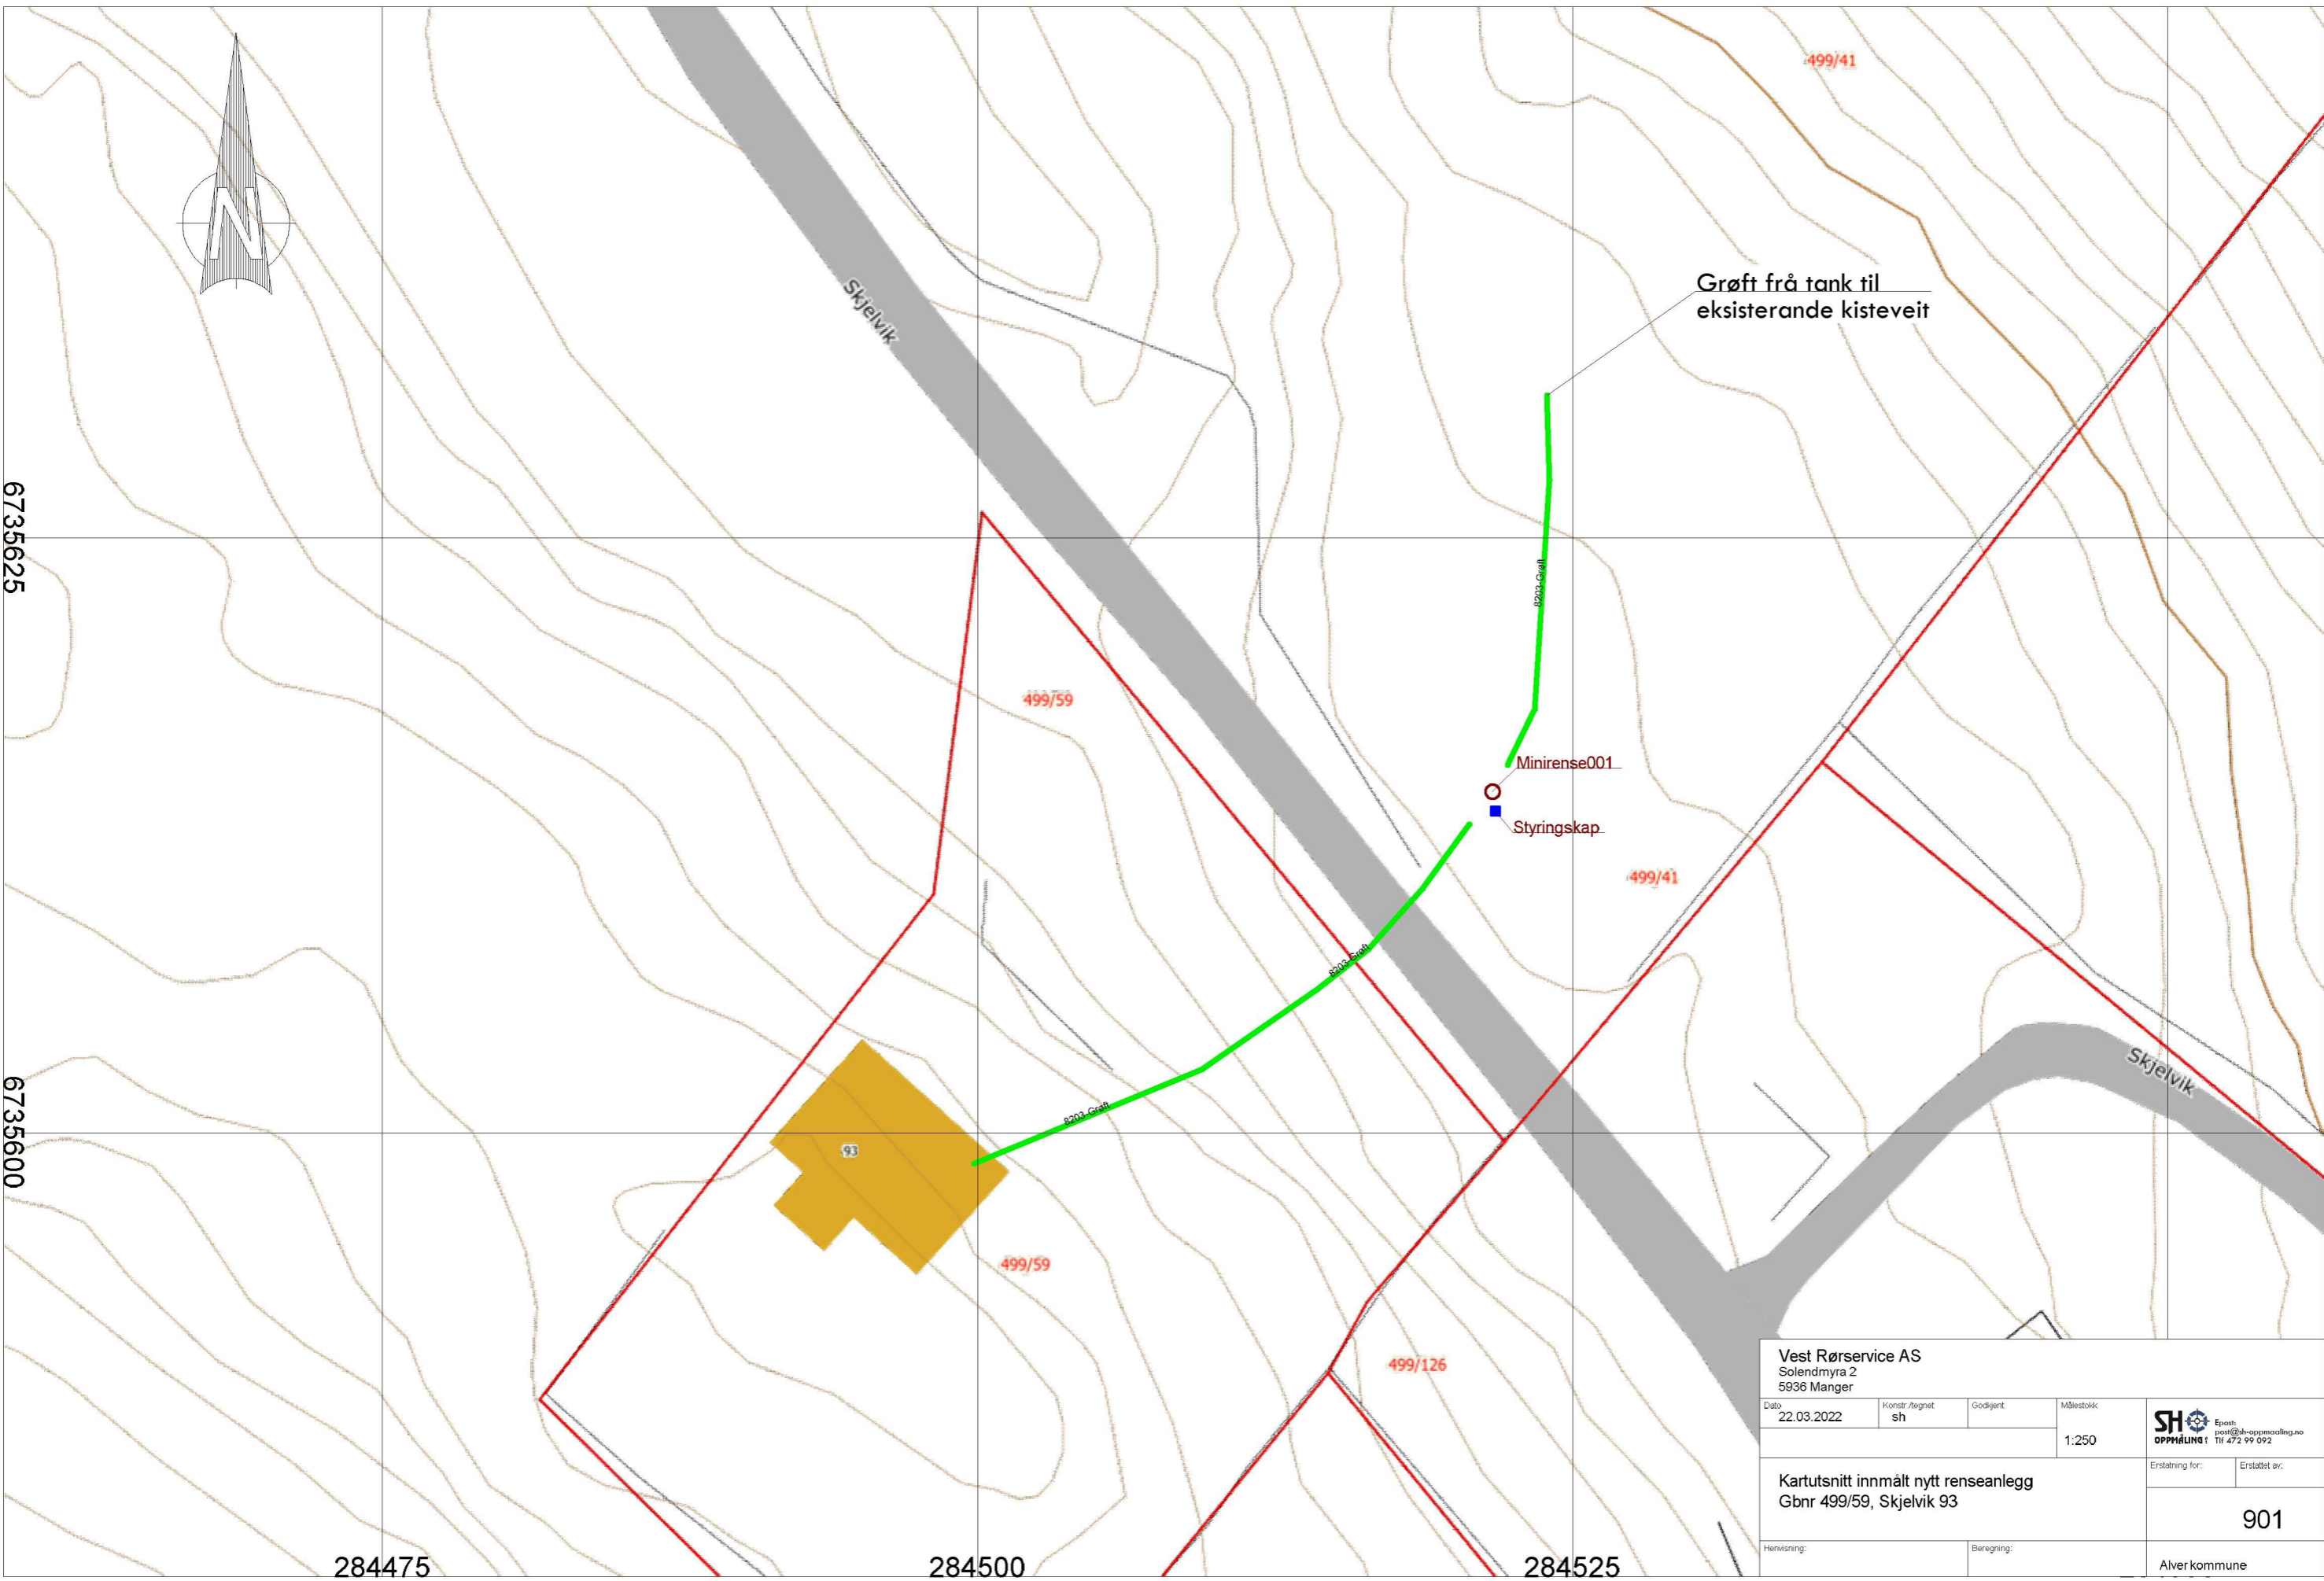 N
499/41
Skjelvik
Grøft frå tank til
eksisterande kisteveit
6735625
8203-Grøft
499/59
Minirense001
Styringskap
499/41
8203-Grøft
Skjelvik
6735600
8203-Grøft
93
499/59
499/126
284475
284500
284525
Vest Rørservice AS
Solendmyra 2
5936 Manger
Dato
22.03.2022
Konstr./tegnet
sh
Godkjent
Målestokk
1:250
SH
OPPMÅLING
Epost:
post@sh-oppmaaling.no
Tlf 472 99 092
Kartutsnitt innmålt nytt renseanlegg
Gbnr 499/59, Skjelvik 93
Erstatning for:
Erstattet av:
901
Henvisning:
Beregning:
Alver kommune